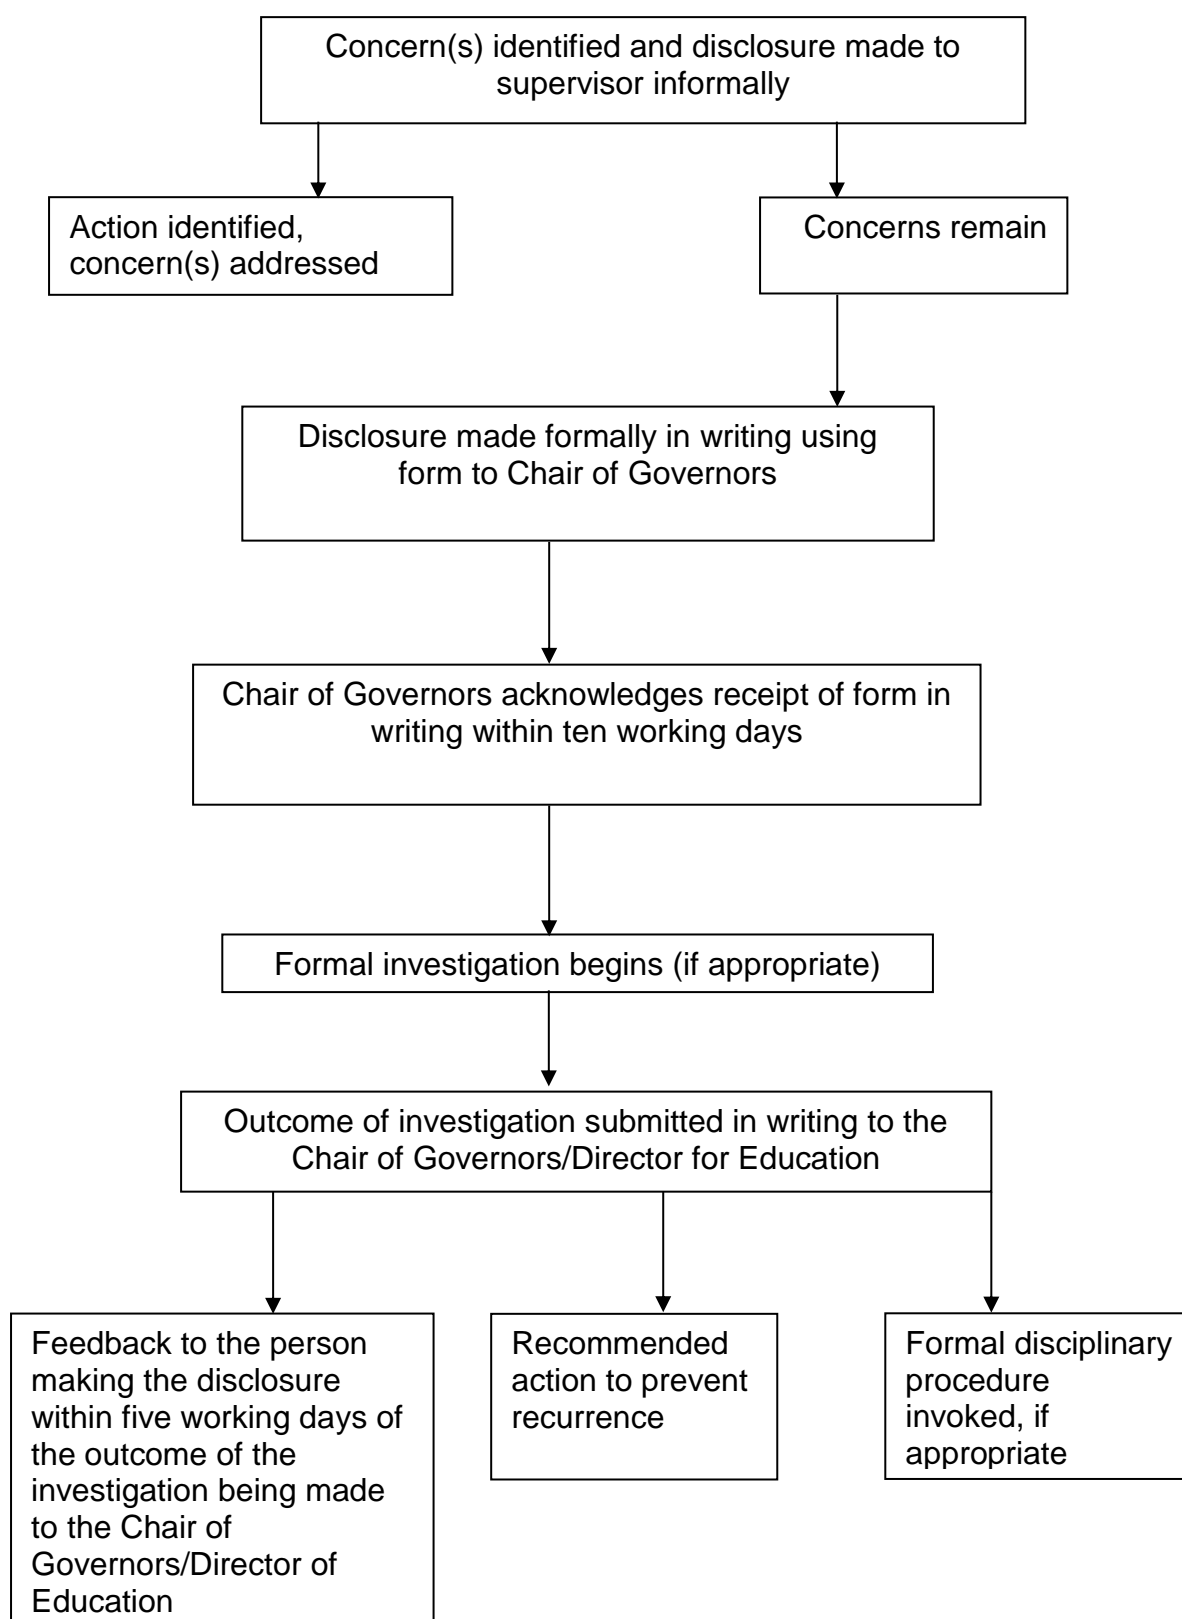 Concern(s) identified and disclosure made to
supervisor informally
Action identified,
concern(s) addressed
Concerns remain
Disclosure made formally in writing using
form to Chair of Governors
Chair of Governors acknowledges receipt of form in
writing within ten working days
Formal investigation begins (if appropriate)
Outcome of investigation submitted in writing to the
Chair of Governors/Director for Education
Feedback to the person
making the disclosure
within five working days of
the outcome of the
investigation being made
to the Chair of
Governors/Director of
Education
Recommended
action to prevent
recurrence
Formal disciplinary
procedure
invoked, if
appropriate